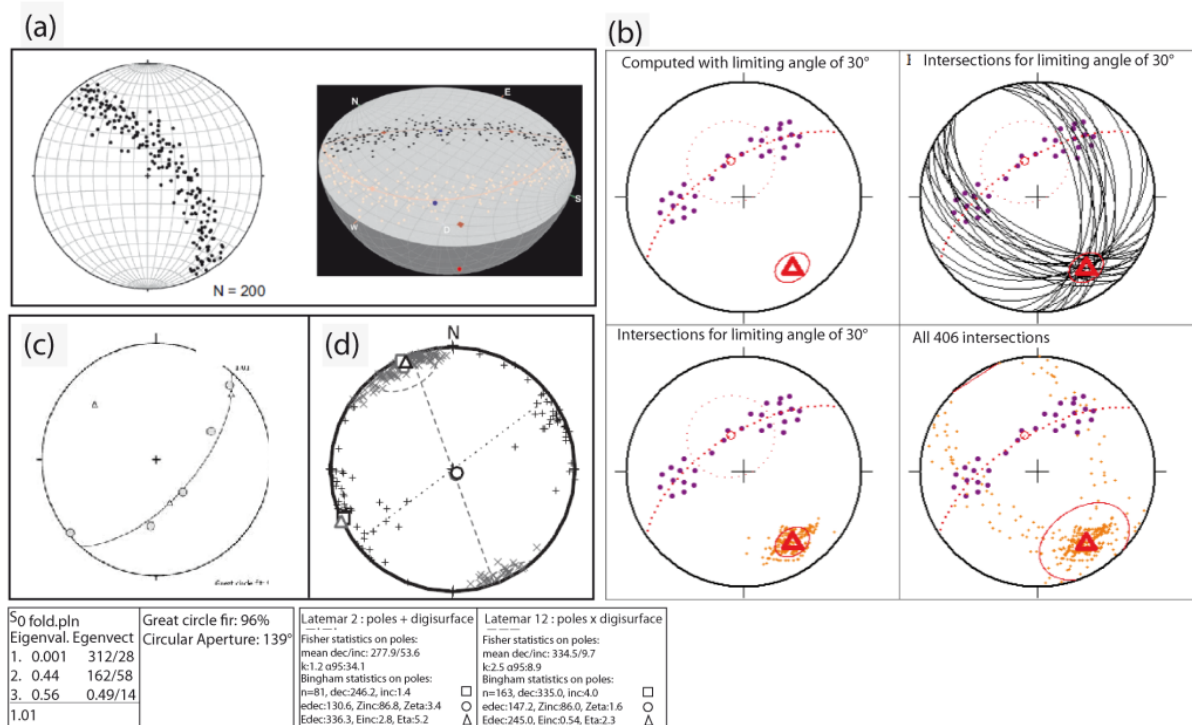 (a)
N
E
S
W
D
N = 200
(b)
Computed with limiting angle of 30°
I Intersections for limiting angle of 30°
Intersections for limiting angle of 30°
All 406 intersections
(c)
1.01
(d)
N
S0 fold.pln
Eigenval. Egenvect
1. 0.001 312/28
2. 0.44 162/58
3. 0.56 0.49/14
1.01
Great circle fir: 96%
Circular Aperture: 139°
Latemar 2 : poles + digisurface
Fisher statistics on poles:
mean dec/inc: 277.9/53.6
k:1.2 α95:34.1
Bingham statistics on poles:
n=81, dec:246.2, inc:1.4
edec:130.6, Zinc:86.8, Zeta:3.4
Edec:336.3, Einc:2.8, Eta:5.2
Latemar 12 : poles x digisurface
Fisher statistics on poles:
mean dec/inc: 334.5/9.7
k:2.5 α95:8.9
Bingham statistics on poles:
n=163, dec:335.0, inc:4.0
edec:147.2, Zinc:86.0, Zeta:1.6
Edec:245.0, Einc:0.54, Eta:2.3